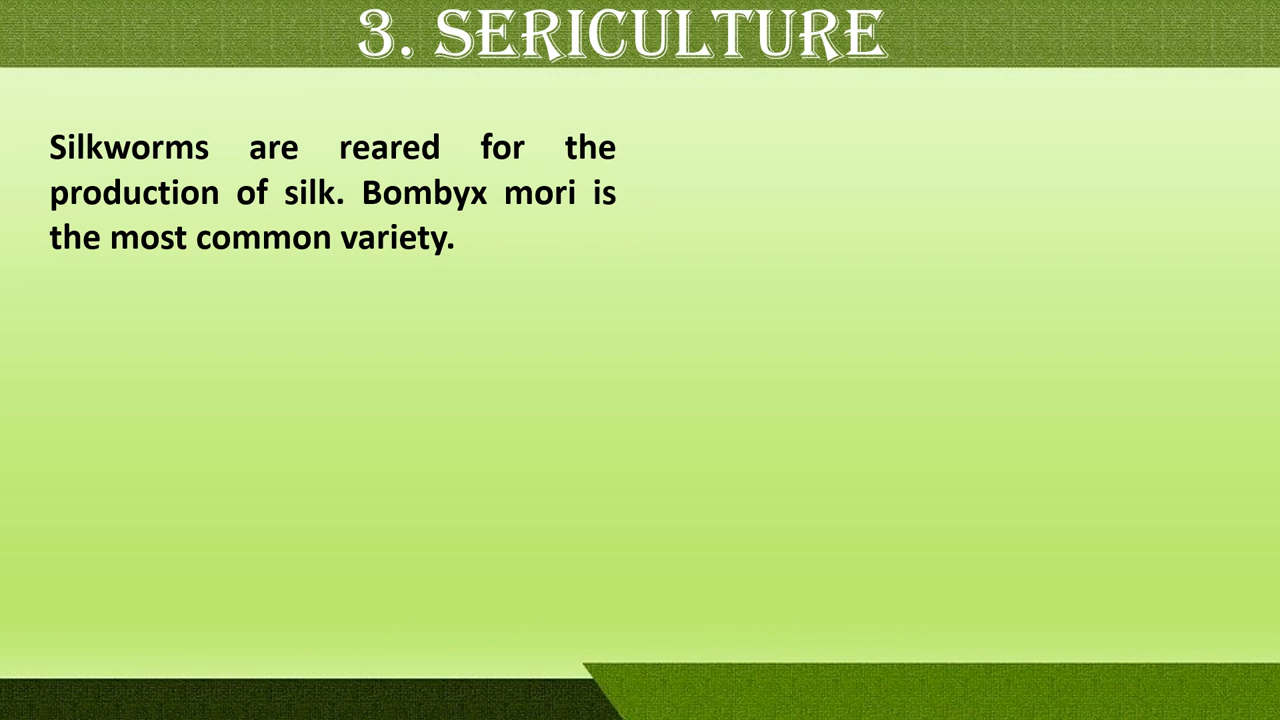 3. SERICULTURE
Silkworms are reared for the
production of silk. Bombyx mori is
the most common variety.